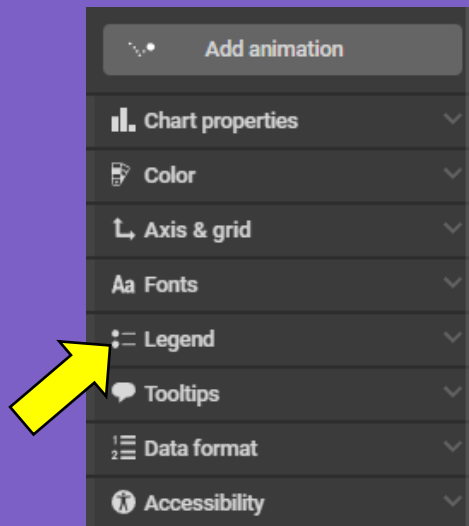 Add animation
Chart properties
Color
Axis & grid
Aa Fonts
Legend
Tooltips
Data format
Accessibility